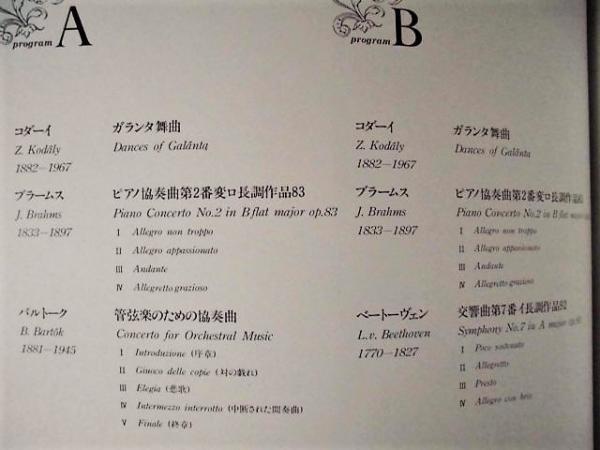 program A
コダーイ
Z. Kodály
1882–1967
ガランタ舞曲
Dances of Galánta
ブラームス
J. Brahms
1833–1897
ピアノ協奏曲第2番変ロ長調作品83
Piano Concerto No.2 in B flat major op.83
I Allegro non troppo
II Allegro appassionato
III Andante
IV Allegretto grazioso
バルトーク
B. Bartók
1881–1945
管弦楽のための協奏曲
Concerto for Orchestral Music
I Introduzione (序章)
II Giuoco delle copie (対の戯れ)
III Elegia (悲歌)
IV Intermezzo interrotto (中断された間奏曲)
V Finale (終章)
program B
コダーイ
Z. Kodály
1882–1967
ガランタ舞曲
Dances of Galánta
ブラームス
J. Brahms
1833–1897
ピアノ協奏曲第2番変ロ長調作品
Piano Concerto No.2 in B flat major
I Allegro non troppo
II Allegro appasionato
III Andante
IV Allegretto grazioso
ベートーヴェン
L.v. Beethoven
1770–1827
交響曲第7番イ長調作品92
Symphony No.7 in A major
I Poco sostenuto
II Allegretto
III Presto
IV Allegro con brio